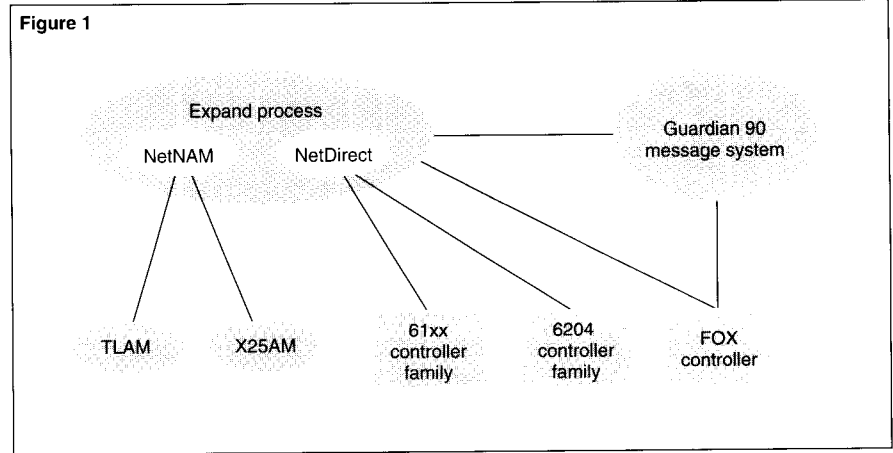 Figure 1
Expand process
NetNAM
NetDirect
Guardian 90
message system
TLAM
X25AM
61xx
controller
family
6204
controller
family
FOX
controller